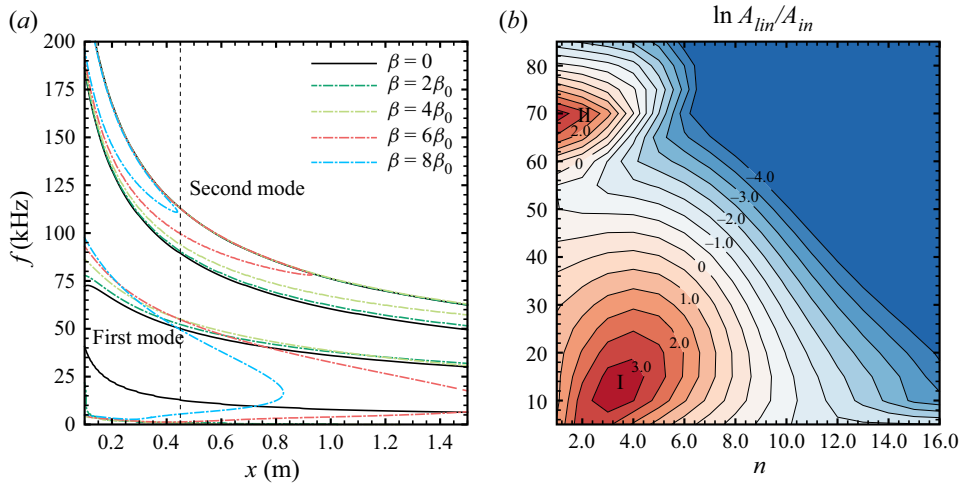 (a)
200
175
150
125
100
75
50
25
0
f (kHz)
0.2 0.4 0.6 0.8 1.0 1.2 1.4
x (m)
β = 0
β = 2β₀
β = 4β₀
β = 6β₀
β = 8β₀
Second mode
First mode
(b)
ln A_lin/A_in
80
70
60
50
40
30
20
10
2.0 4.0 6.0 8.0 10.0 12.0 14.0 16.0
n
II
2.0
0
−4.0
−3.0
−2.0
−1.0
0
1.0
2.0
3.0
I